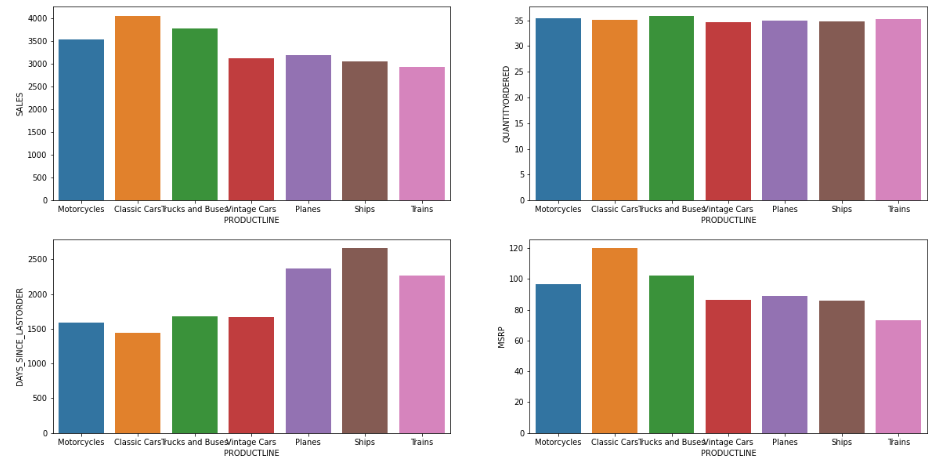 4000
3500
3000
2500
2000
1500
1000
500
0
SALES
Motorcycles Classic Cars Trucks and Buses Vintage Cars Planes Ships Trains
PRODUCTLINE
35
30
25
20
15
10
5
0
QUANTITYORDERED
Motorcycles Classic Cars Trucks and Buses Vintage Cars Planes Ships Trains
PRODUCTLINE
2500
2000
1500
1000
500
0
DAYS_SINCE_LASTORDER
Motorcycles Classic Cars Trucks and Buses Vintage Cars Planes Ships Trains
PRODUCTLINE
120
100
80
60
40
20
0
MSRP
Motorcycles Classic Cars Trucks and Buses Vintage Cars Planes Ships Trains
PRODUCTLINE